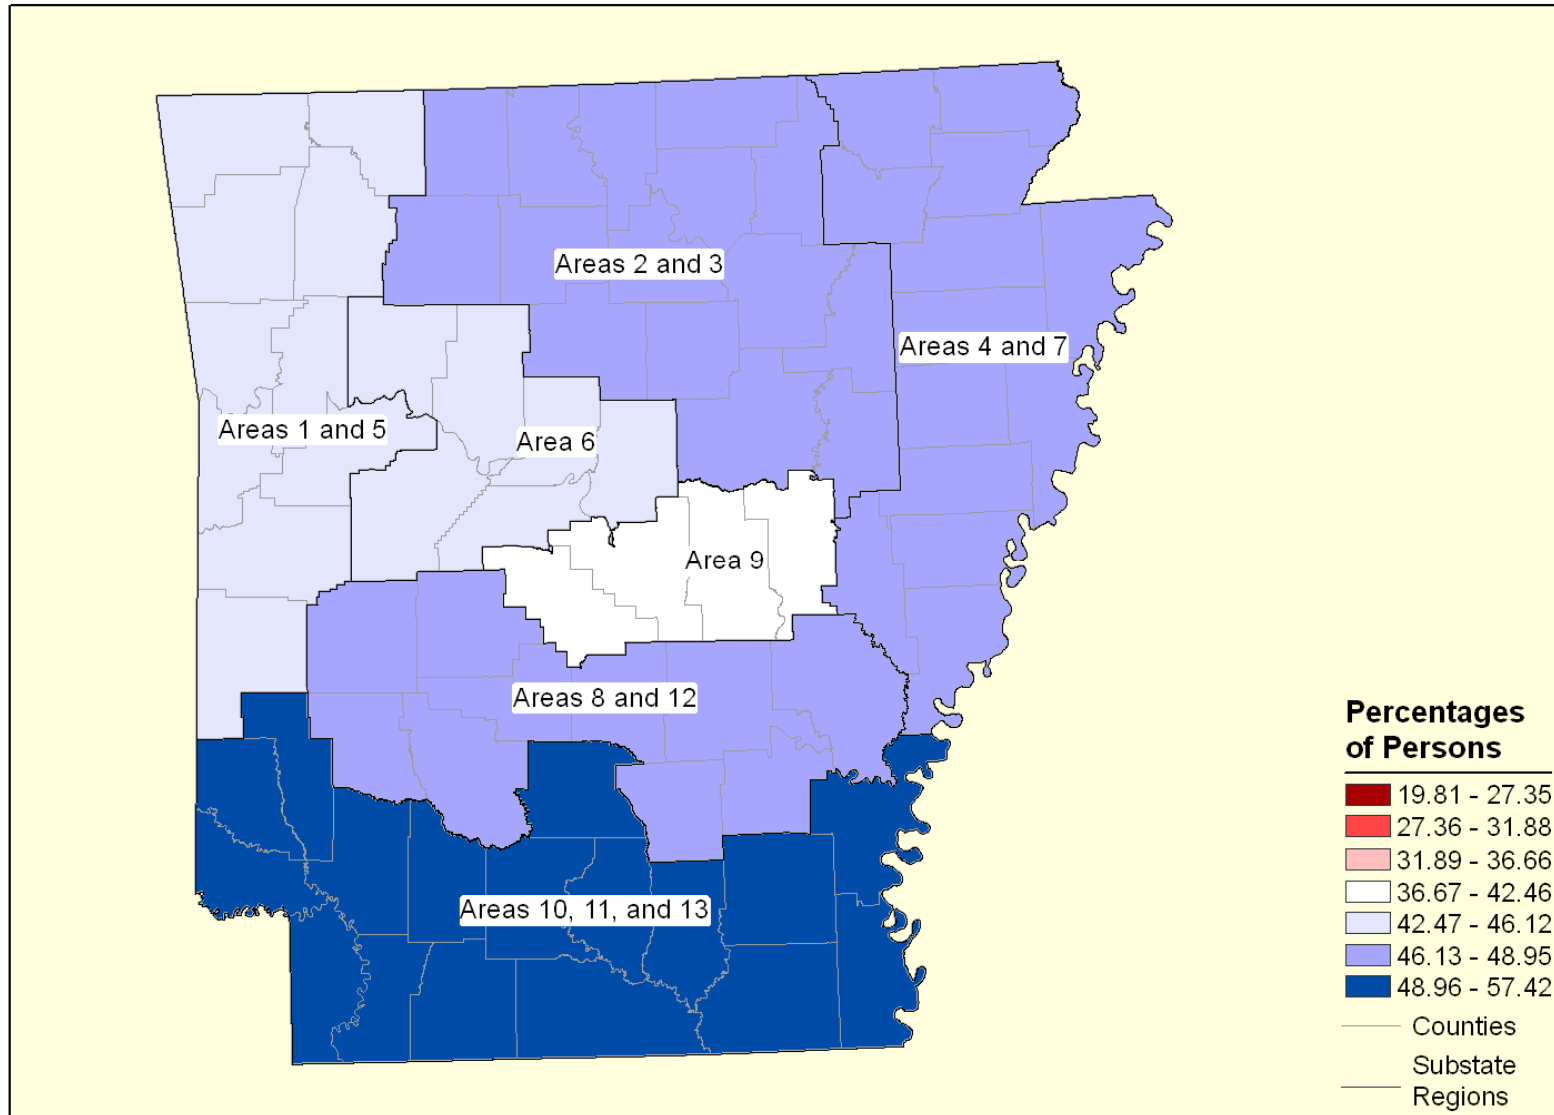 Areas 2 and 3
Areas 4 and 7
Areas 1 and 5
Area 6
Area 9
Areas 8 and 12
Areas 10, 11, and 13
Percentages
of Persons
19.81 - 27.35
27.36 - 31.88
31.89 - 36.66
36.67 - 42.46
42.47 - 46.12
46.13 - 48.95
48.96 - 57.42
Counties
Substate
Regions